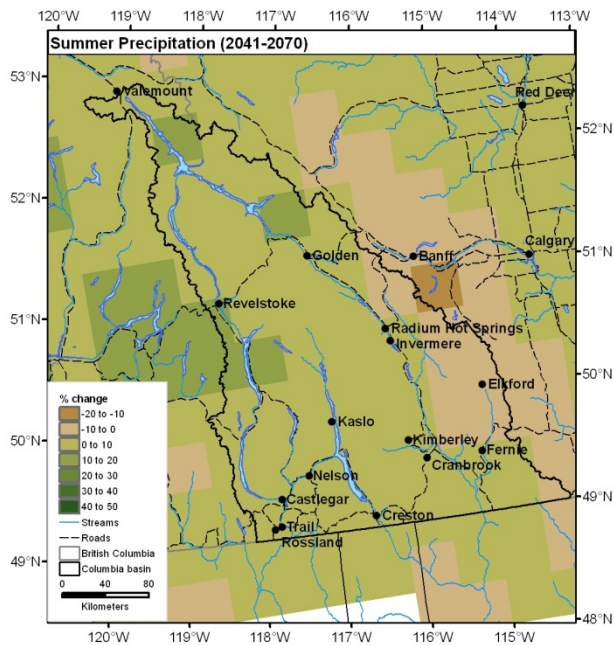 120°W 119°W 118°W 117°W 116°W 115°W 114°W 113°W
Summer Precipitation (2041-2070)
53°N
Valemount
Red Deer
52°N
52°N
Golden
Banff
Calgary
51°N
Revelstoke
51°N
Radium Hot Springs
Invermere
Elkford
50°N
% change
-20 to -10
-10 to 0
0 to 10
10 to 20
20 to 30
30 to 40
40 to 50
Streams
Roads
British Columbia
Columbia basin
0 40 80
Kilometers
Kaslo
50°N
Kimberley
Fernie
Cranbrook
Nelson
Castlegar
49°N
Creston
Trail
Rossland
49°N
48°N
120°W 119°W 118°W 117°W 116°W 115°W 114°W